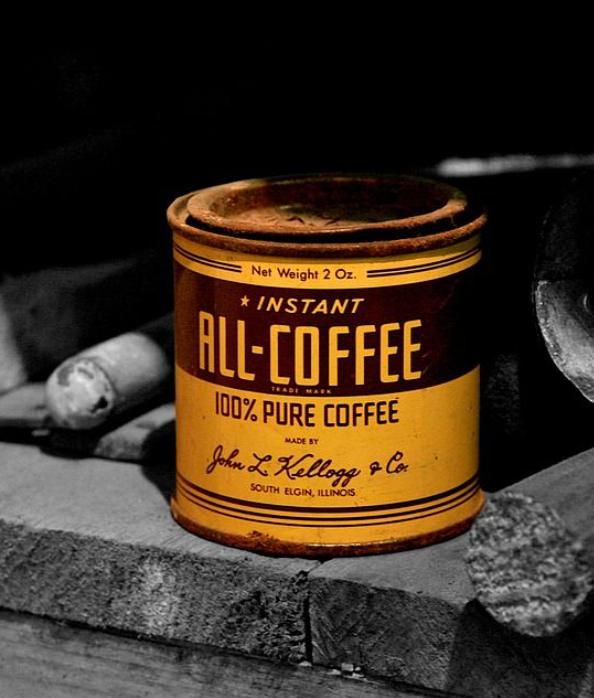 Net Weight 2 Oz.
★ INSTANT
ALL-COFFEE
TRADE MARK
100% PURE COFFEE
MADE BY
John L. Kellogg & Co.
SOUTH ELGIN, ILLINOIS